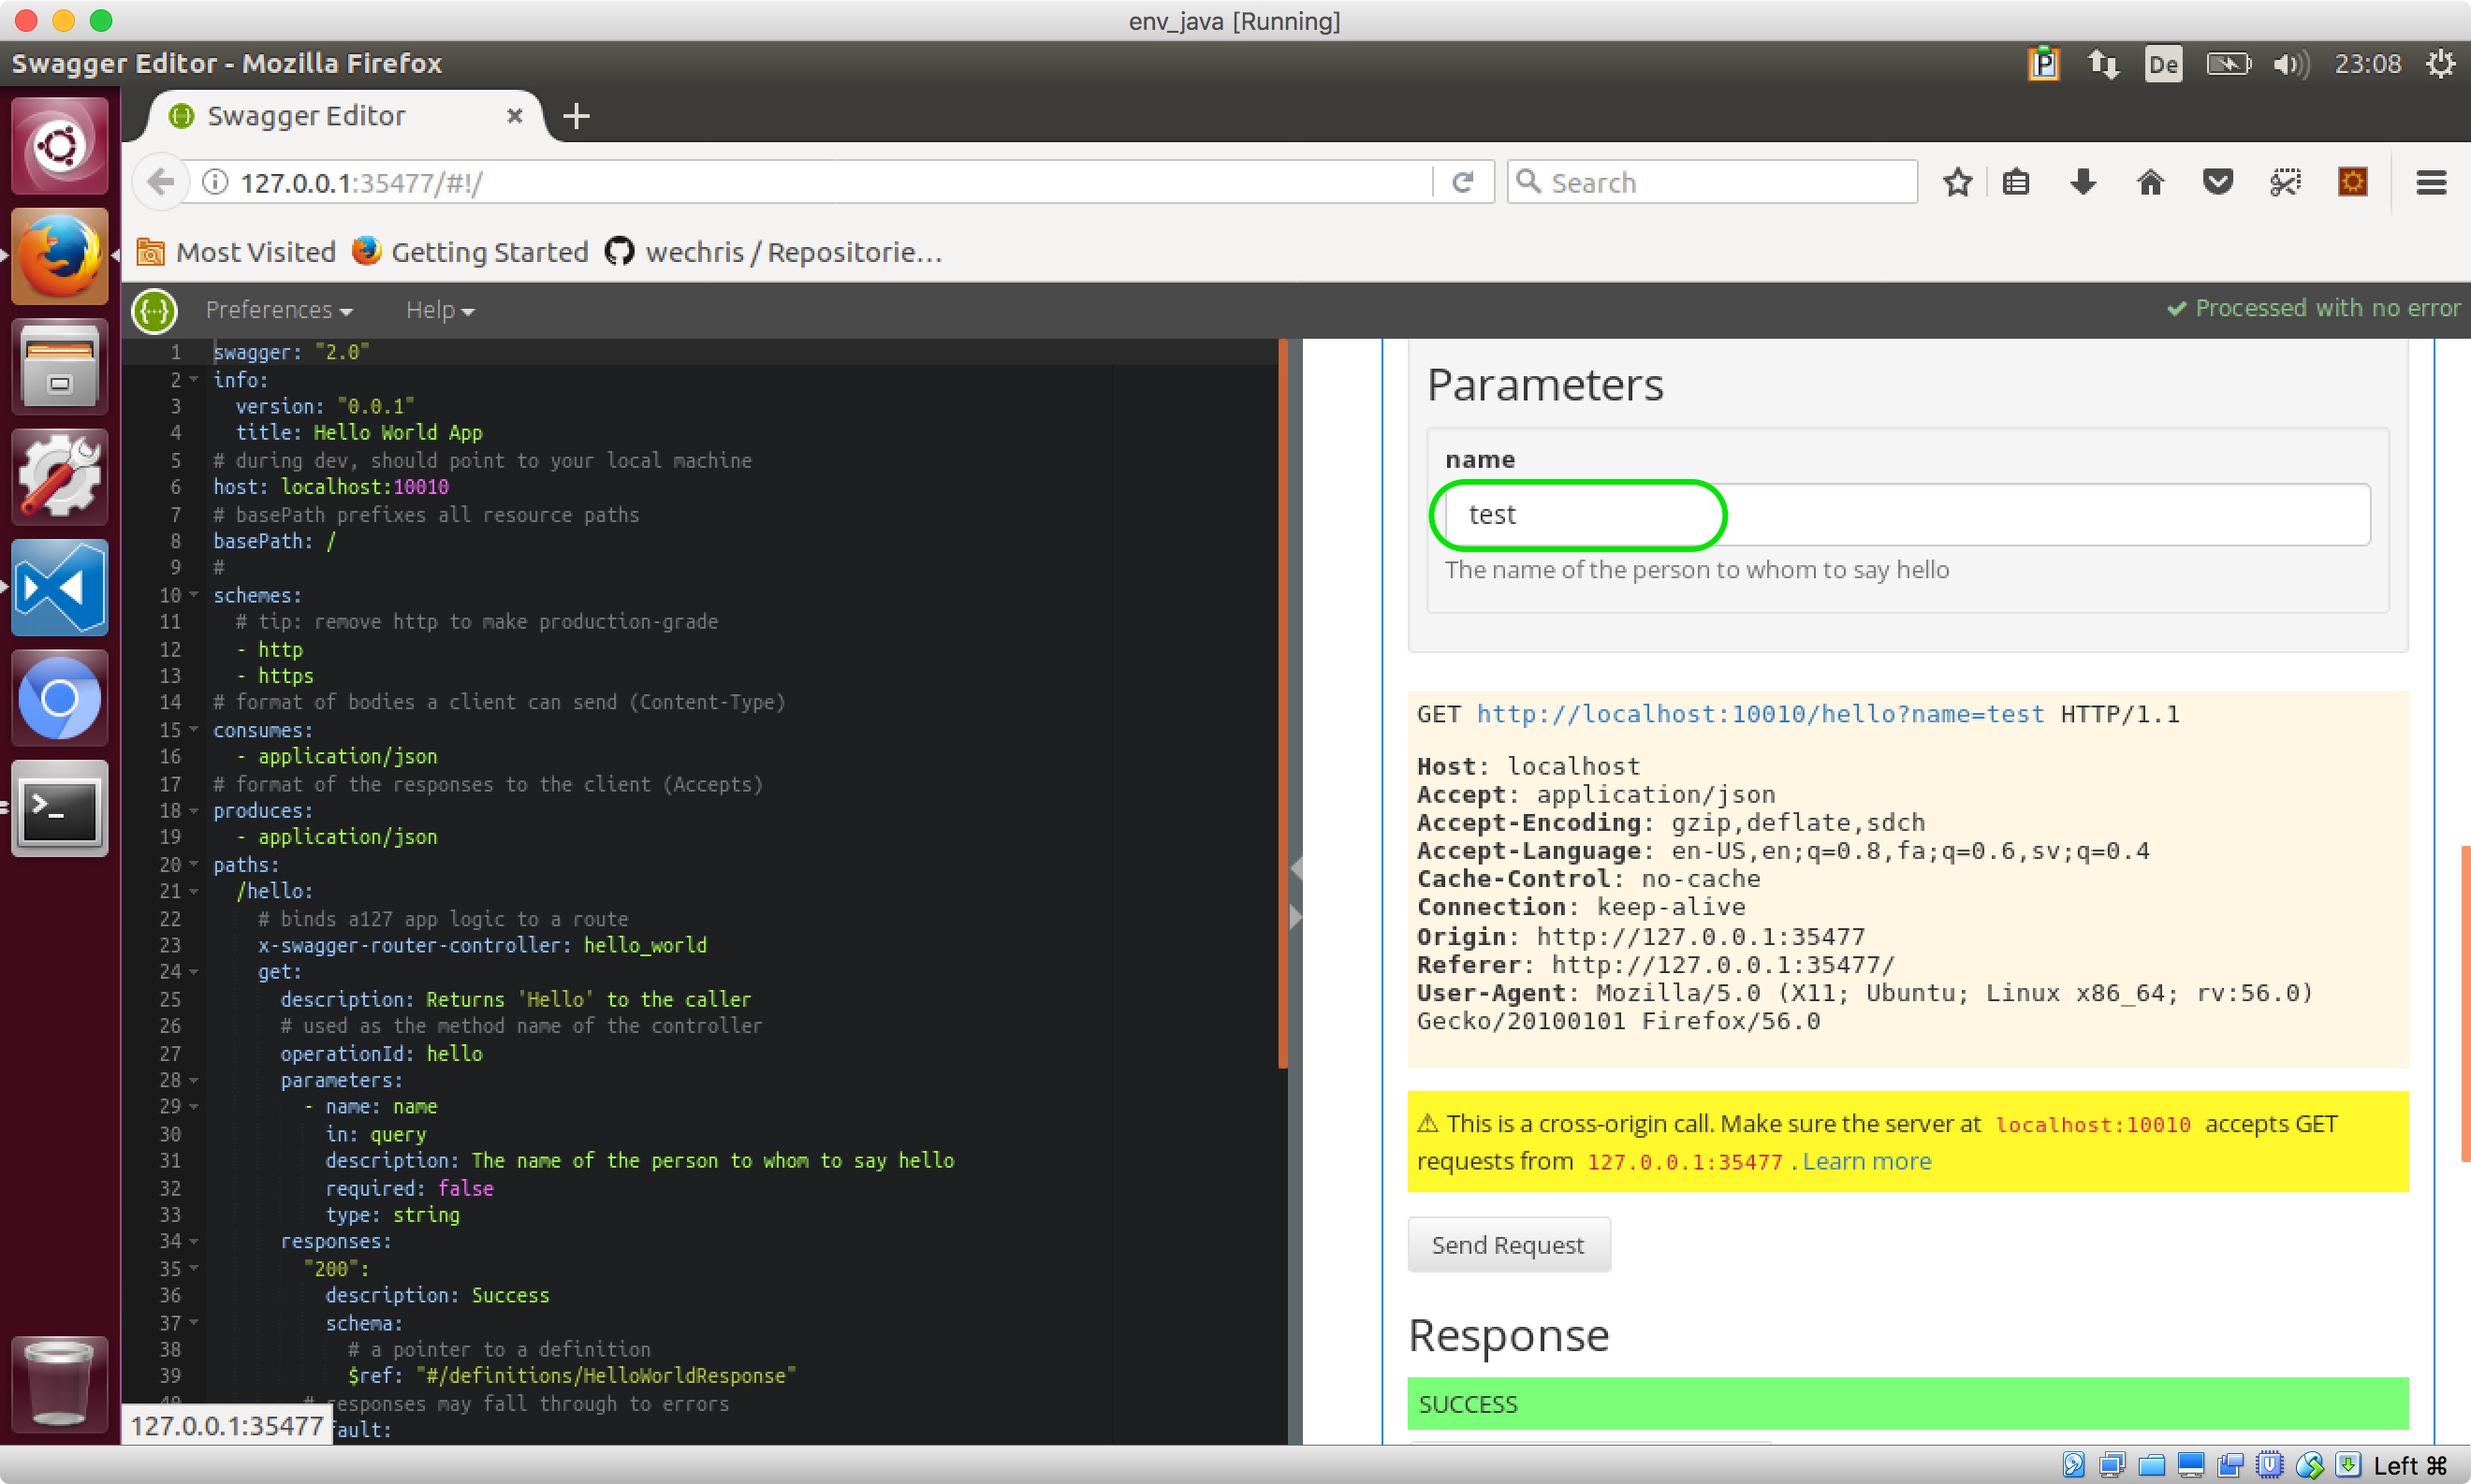 env_java [Running]
Swagger Editor - Mozilla Firefox
P
De
23:08
Swagger Editor
127.0.0.1:35477/#!/
Search
Most Visited
Getting Started
wechris / Repositorie...
Preferences
Help
Processed with no error
1 swagger: "2.0"
2 info:
3 version: "0.0.1"
4 title: Hello World App
5 # during dev, should point to your local machine
6 host: localhost:10010
7 # basePath prefixes all resource paths
8 basePath: /
9 #
10 schemes:
11 # tip: remove http to make production-grade
12 - http
13 - https
14 # format of bodies a client can send (Content-Type)
15 consumes:
16 - application/json
17 # format of the responses to the client (Accepts)
18 produces:
19 - application/json
20 paths:
21 /hello:
22 # binds a127 app logic to a route
23 x-swagger-router-controller: hello_world
24 get:
25 description: Returns 'Hello' to the caller
26 # used as the method name of the controller
27 operationId: hello
28 parameters:
29 - name: name
30 in: query
31 description: The name of the person to whom to say hello
32 required: false
33 type: string
34 responses:
35 "200":
36 description: Success
37 schema:
38 # a pointer to a definition
39 $ref: "#/definitions/HelloWorldResponse"
40 # responses may fall through to errors
fault:
127.0.0.1:35477
Parameters
name
test
The name of the person to whom to say hello
GET http://localhost:10010/hello?name=test HTTP/1.1
Host: localhost
Accept: application/json
Accept-Encoding: gzip,deflate,sdch
Accept-Language: en-US,en;q=0.8,fa;q=0.6,sv;q=0.4
Cache-Control: no-cache
Connection: keep-alive
Origin: http://127.0.0.1:35477
Referer: http://127.0.0.1:35477/
User-Agent: Mozilla/5.0 (X11; Ubuntu; Linux x86_64; rv:56.0)
Gecko/20100101 Firefox/56.0
⚠ This is a cross-origin call. Make sure the server at localhost:10010 accepts GET
requests from 127.0.0.1:35477 . Learn more
Send Request
Response
SUCCESS
Left ⌘